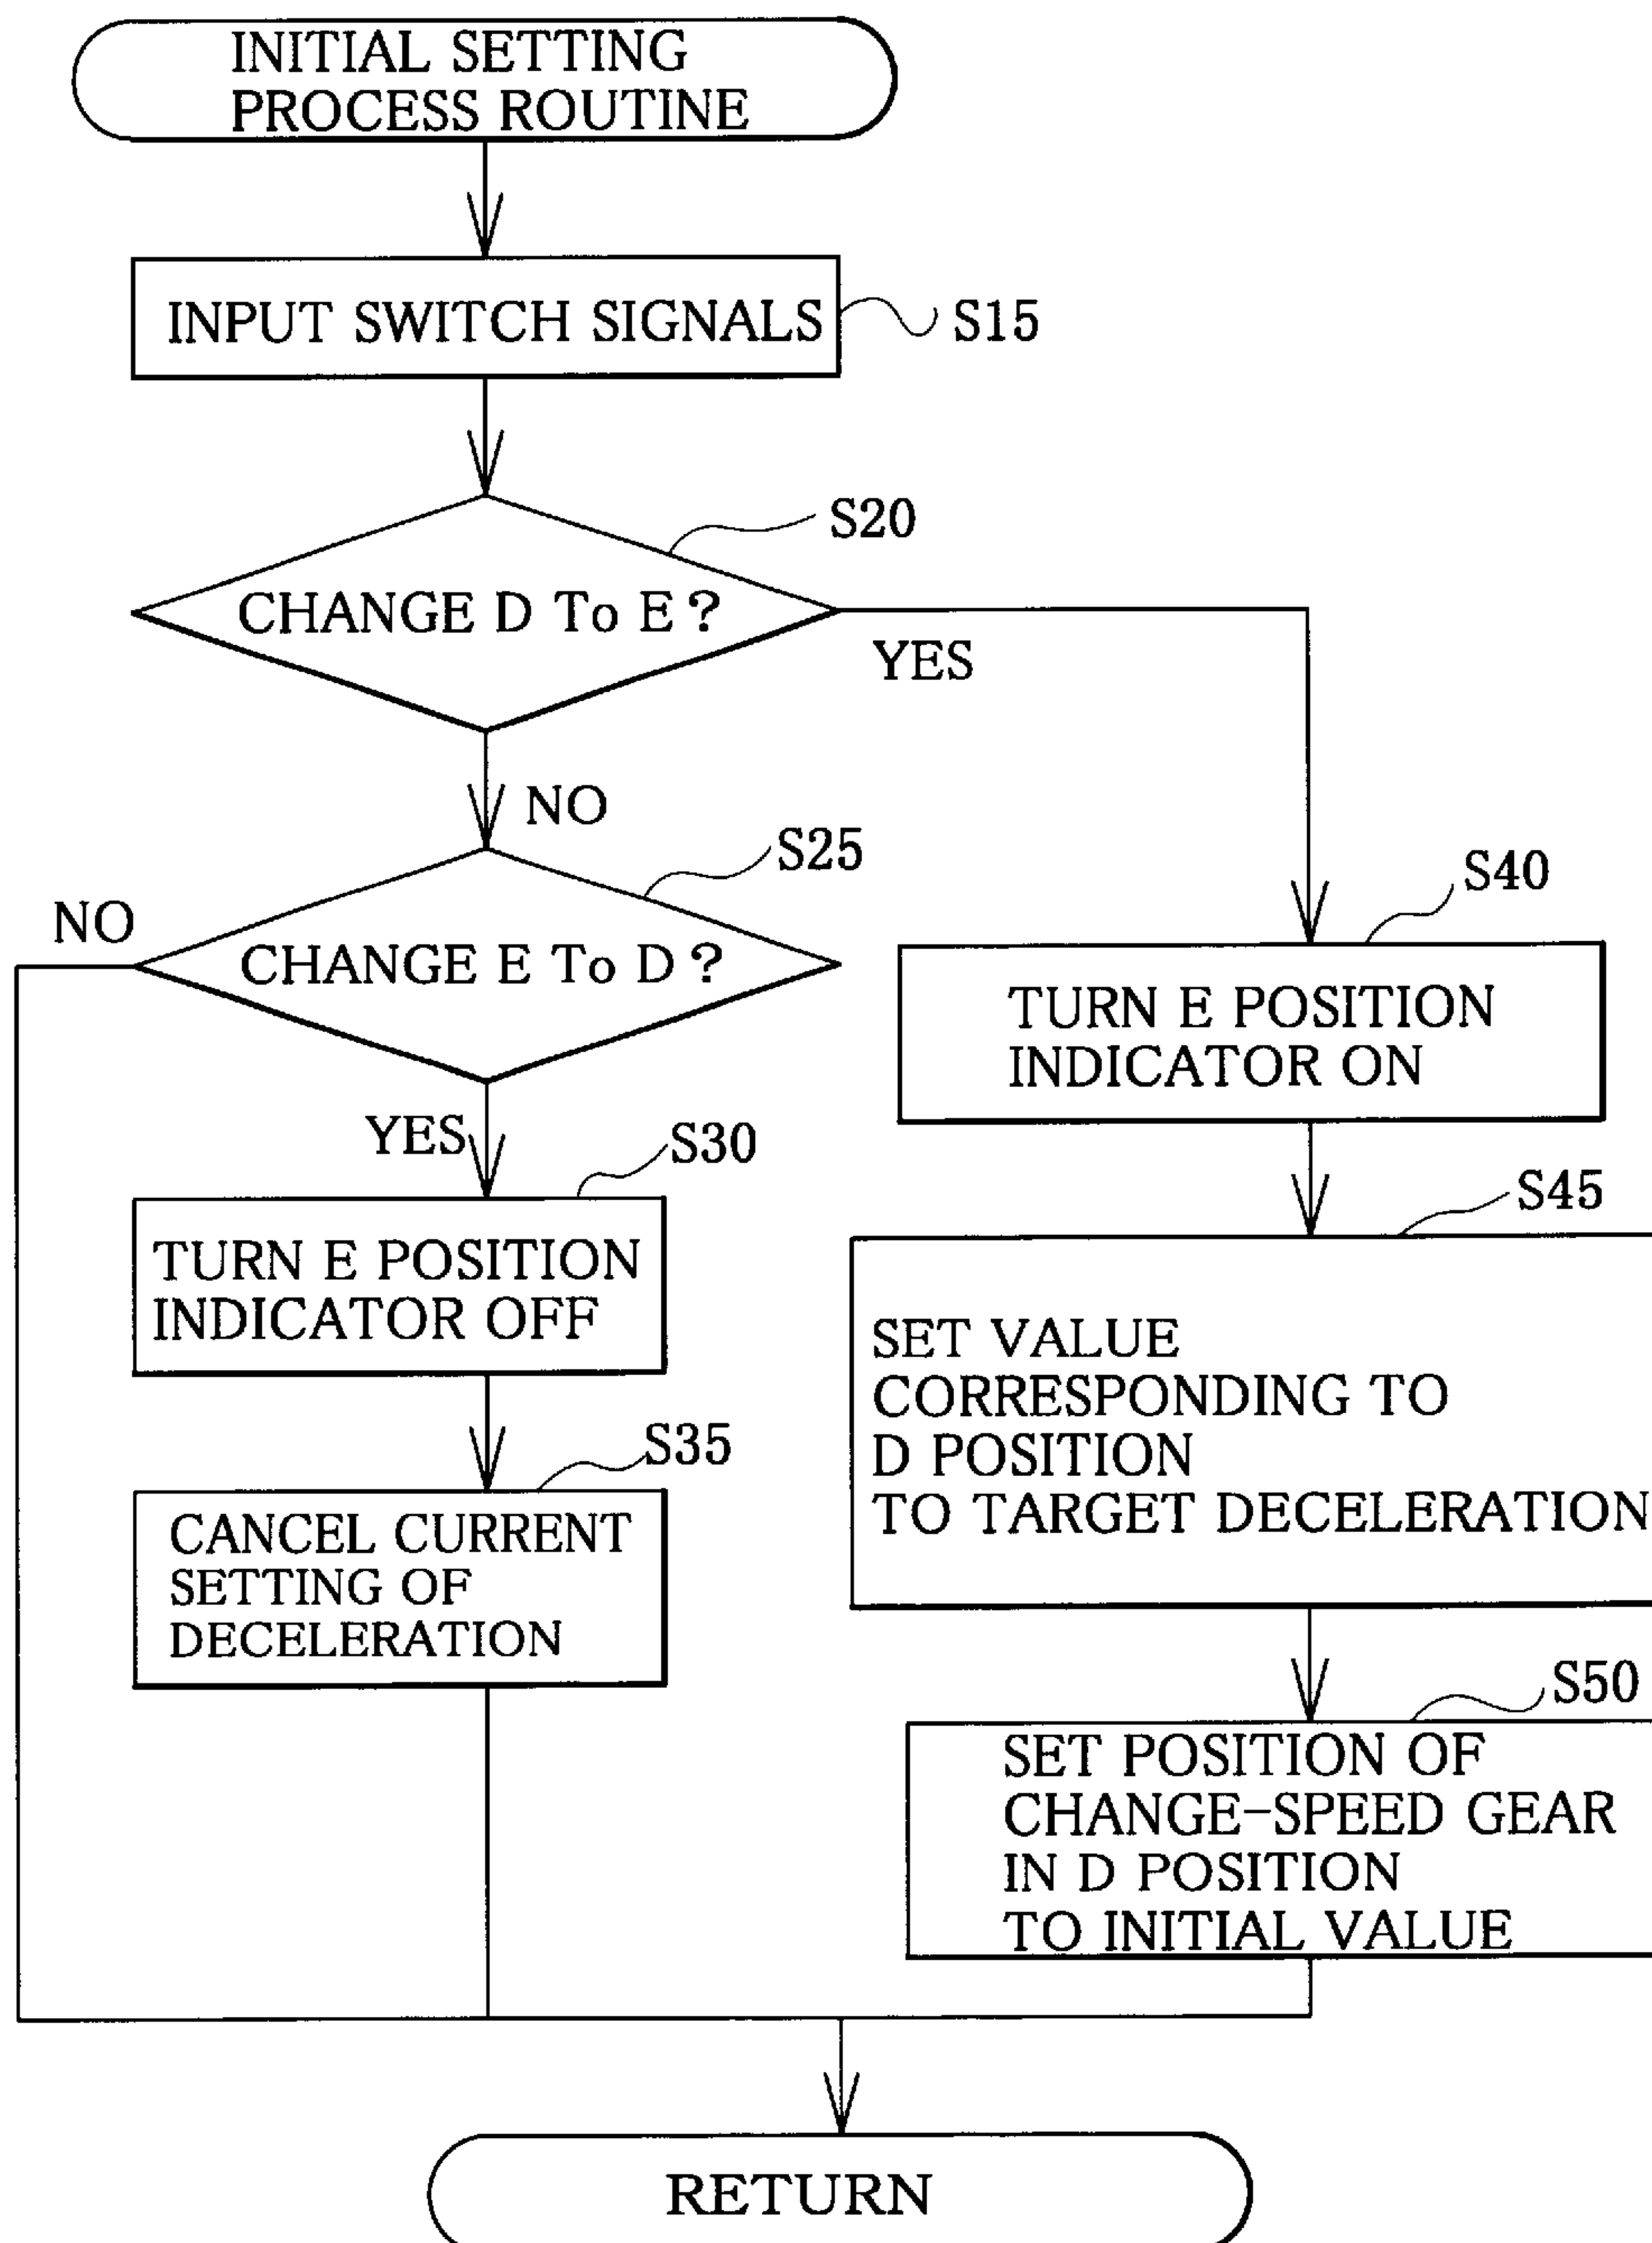 INITIAL SETTING
PROCESS ROUTINE
INPUT SWITCH SIGNALS
S15
S20
CHANGE D To E ?
YES
NO
S25
NO
CHANGE E To D ?
YES
S30
TURN E POSITION
INDICATOR OFF
S35
CANCEL CURRENT
SETTING OF
DECELERATION
S40
TURN E POSITION
INDICATOR ON
S45
SET VALUE
CORRESPONDING TO
D POSITION
TO TARGET DECELERATION
S50
SET POSITION OF
CHANGE-SPEED GEAR
IN D POSITION
TO INITIAL VALUE
RETURN